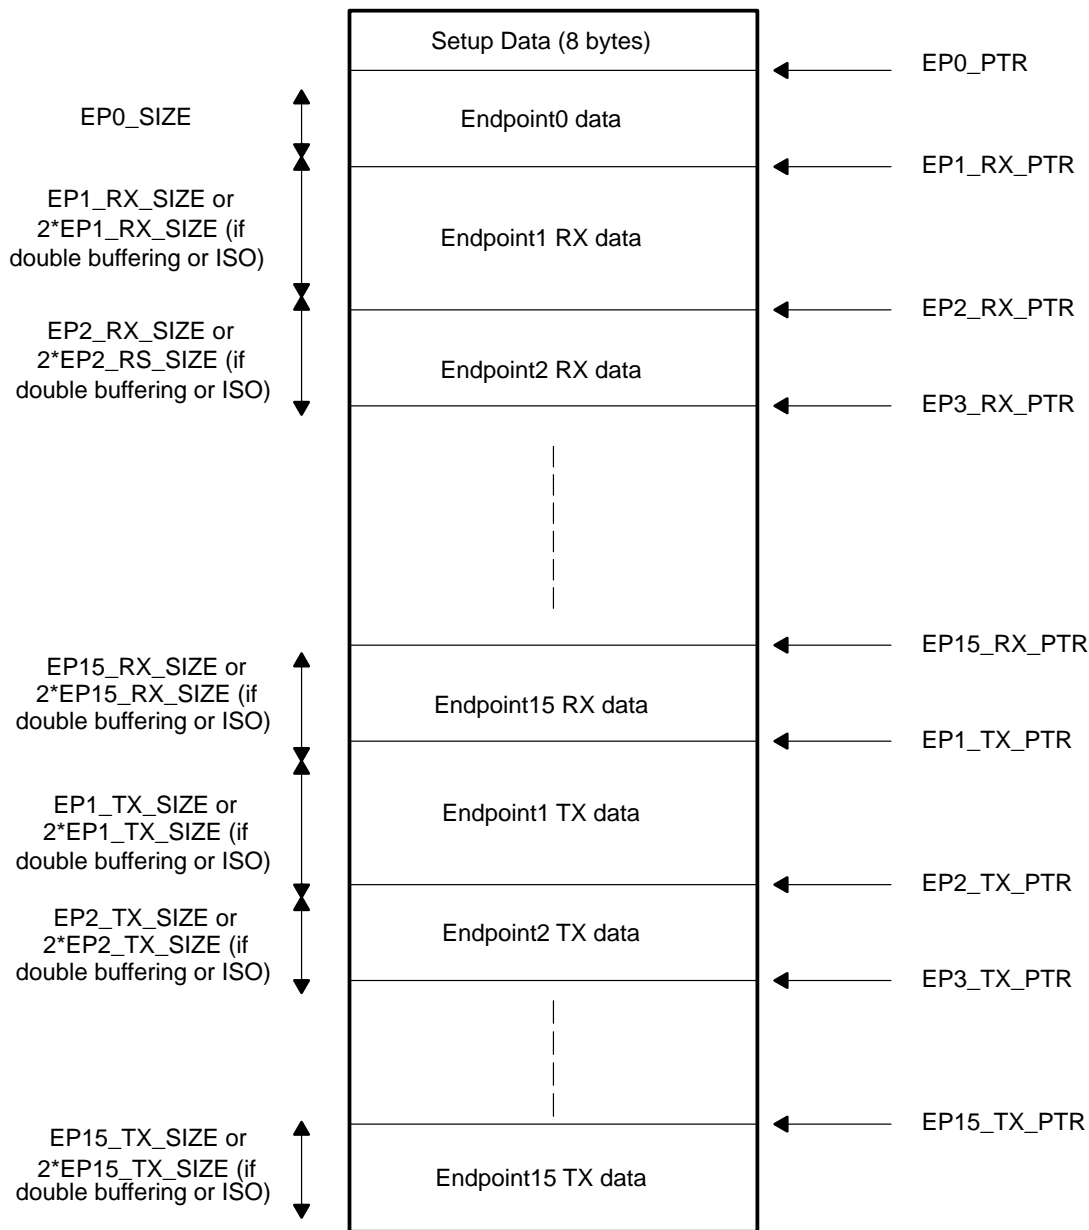 Setup Data (8 bytes)
EP0_PTR
EP0_SIZE
Endpoint0 data
EP1_RX_PTR
EP1_RX_SIZE or
2*EP1_RX_SIZE (if
double buffering or ISO)
Endpoint1 RX data
EP2_RX_PTR
EP2_RX_SIZE or
2*EP2_RS_SIZE (if
double buffering or ISO)
Endpoint2 RX data
EP3_RX_PTR
EP15_RX_PTR
EP15_RX_SIZE or
2*EP15_RX_SIZE (if
double buffering or ISO)
Endpoint15 RX data
EP1_TX_PTR
EP1_TX_SIZE or
2*EP1_TX_SIZE (if
double buffering or ISO)
Endpoint1 TX data
EP2_TX_PTR
EP2_TX_SIZE or
2*EP2_TX_SIZE (if
double buffering or ISO)
Endpoint2 TX data
EP3_TX_PTR
EP15_TX_PTR
EP15_TX_SIZE or
2*EP15_TX_SIZE (if
double buffering or ISO)
Endpoint15 TX data